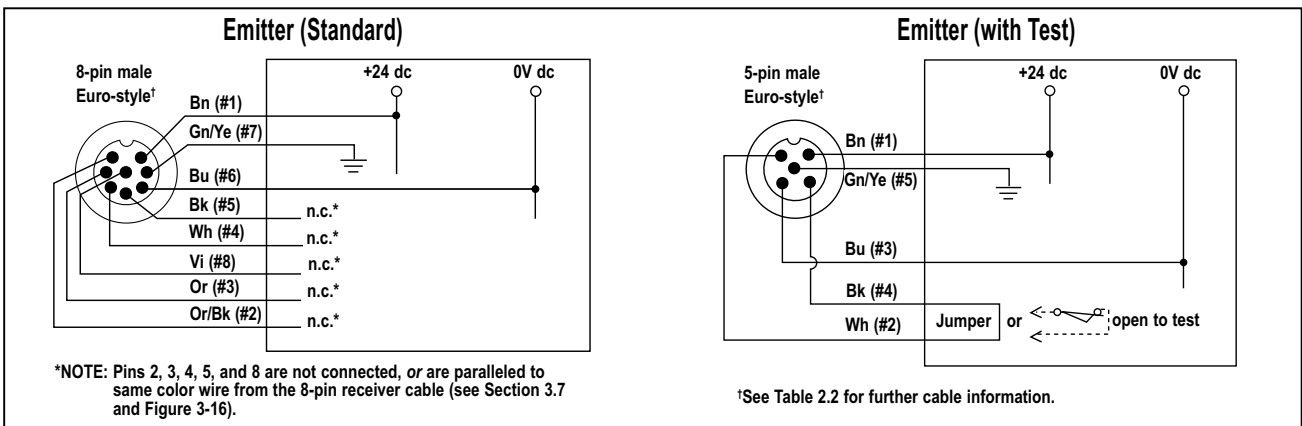 Emitter (Standard)
8-pin male
Euro-style†
+24 dc
0V dc
Bn (#1)
Gn/Ye (#7)
Bu (#6)
Bk (#5)
n.c.*
Wh (#4)
n.c.*
Vi (#8)
n.c.*
Or (#3)
n.c.*
Or/Bk (#2)
n.c.*
*NOTE: Pins 2, 3, 4, 5, and 8 are not connected, or are paralleled to
same color wire from the 8-pin receiver cable (see Section 3.7
and Figure 3-16).
Emitter (with Test)
5-pin male
Euro-style†
+24 dc
0V dc
Bn (#1)
Gn/Ye (#5)
Bu (#3)
Bk (#4)
Wh (#2)
Jumper
or
open to test
†See Table 2.2 for further cable information.